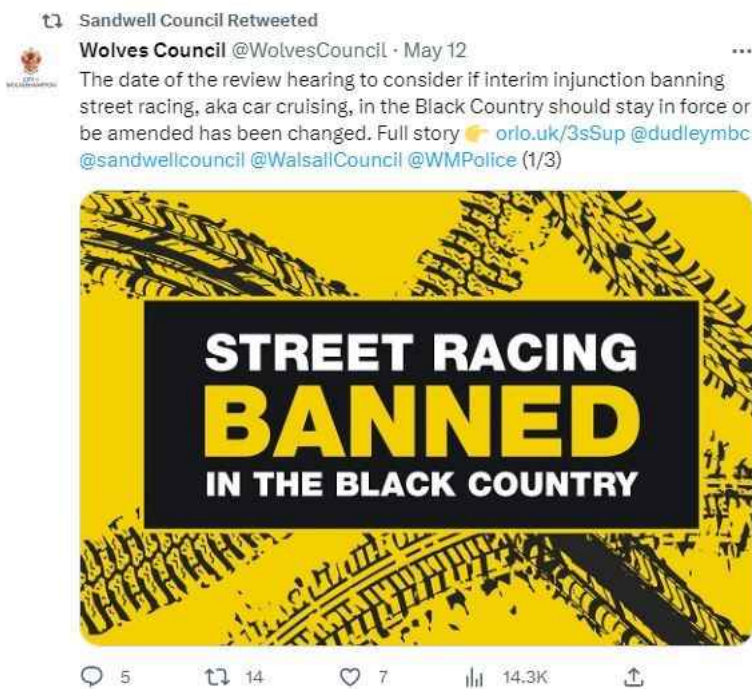 Sandwell Council Retweeted
Wolves Council @WolvesCouncil · May 12
The date of the review hearing to consider if interim injunction banning
street racing, aka car cruising, in the Black Country should stay in force or
be amended has been changed. Full story 👉 orlo.uk/3sSup @dudleymbc
@sandwellcouncil @WalsallCouncil @WMPolice (1/3)
STREET RACING
BANNED
IN THE BLACK COUNTRY
5 14 7 14.3K